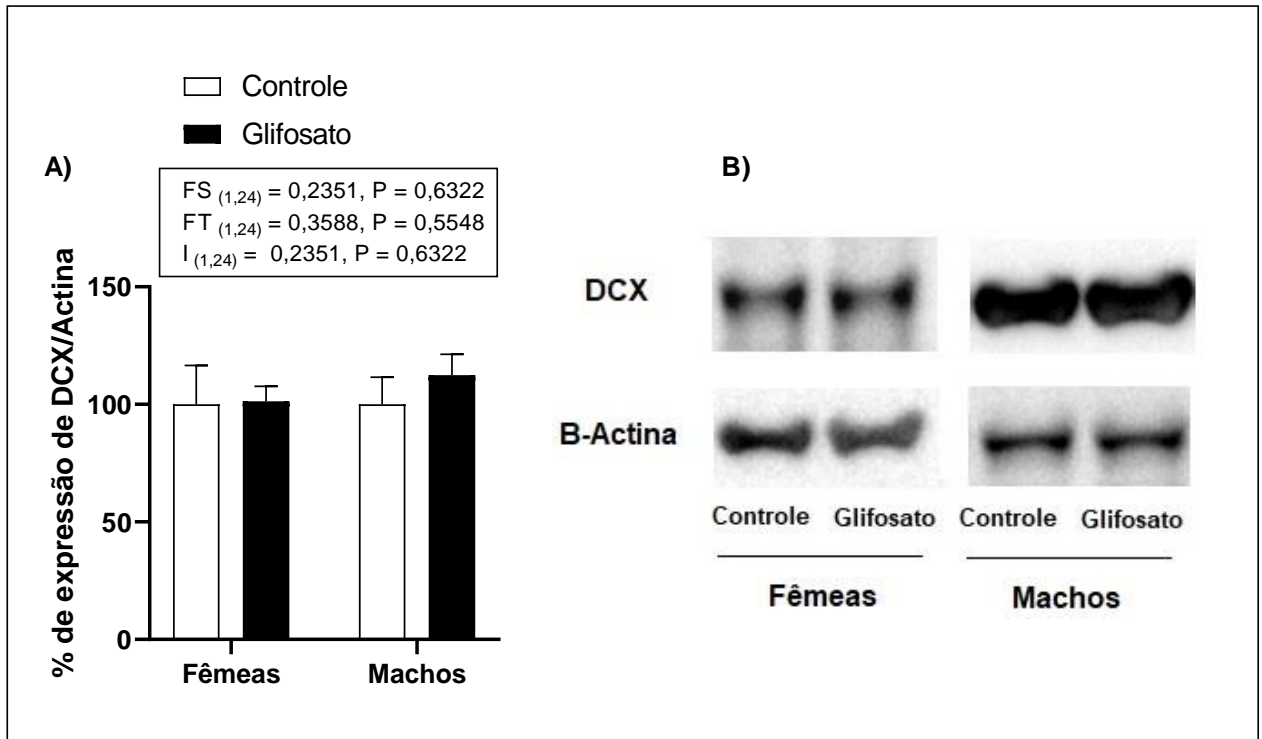 Controle
Glifosato
A)
FS (1,24) = 0,2351, P = 0,6322
FT (1,24) = 0,3588, P = 0,5548
I (1,24) = 0,2351, P = 0,6322
% de expressão de DCX/Actina
150
100
50
0
Fêmeas Machos
B)
DCX
B-Actina
Controle Glifosato Controle Glifosato
Fêmeas Machos